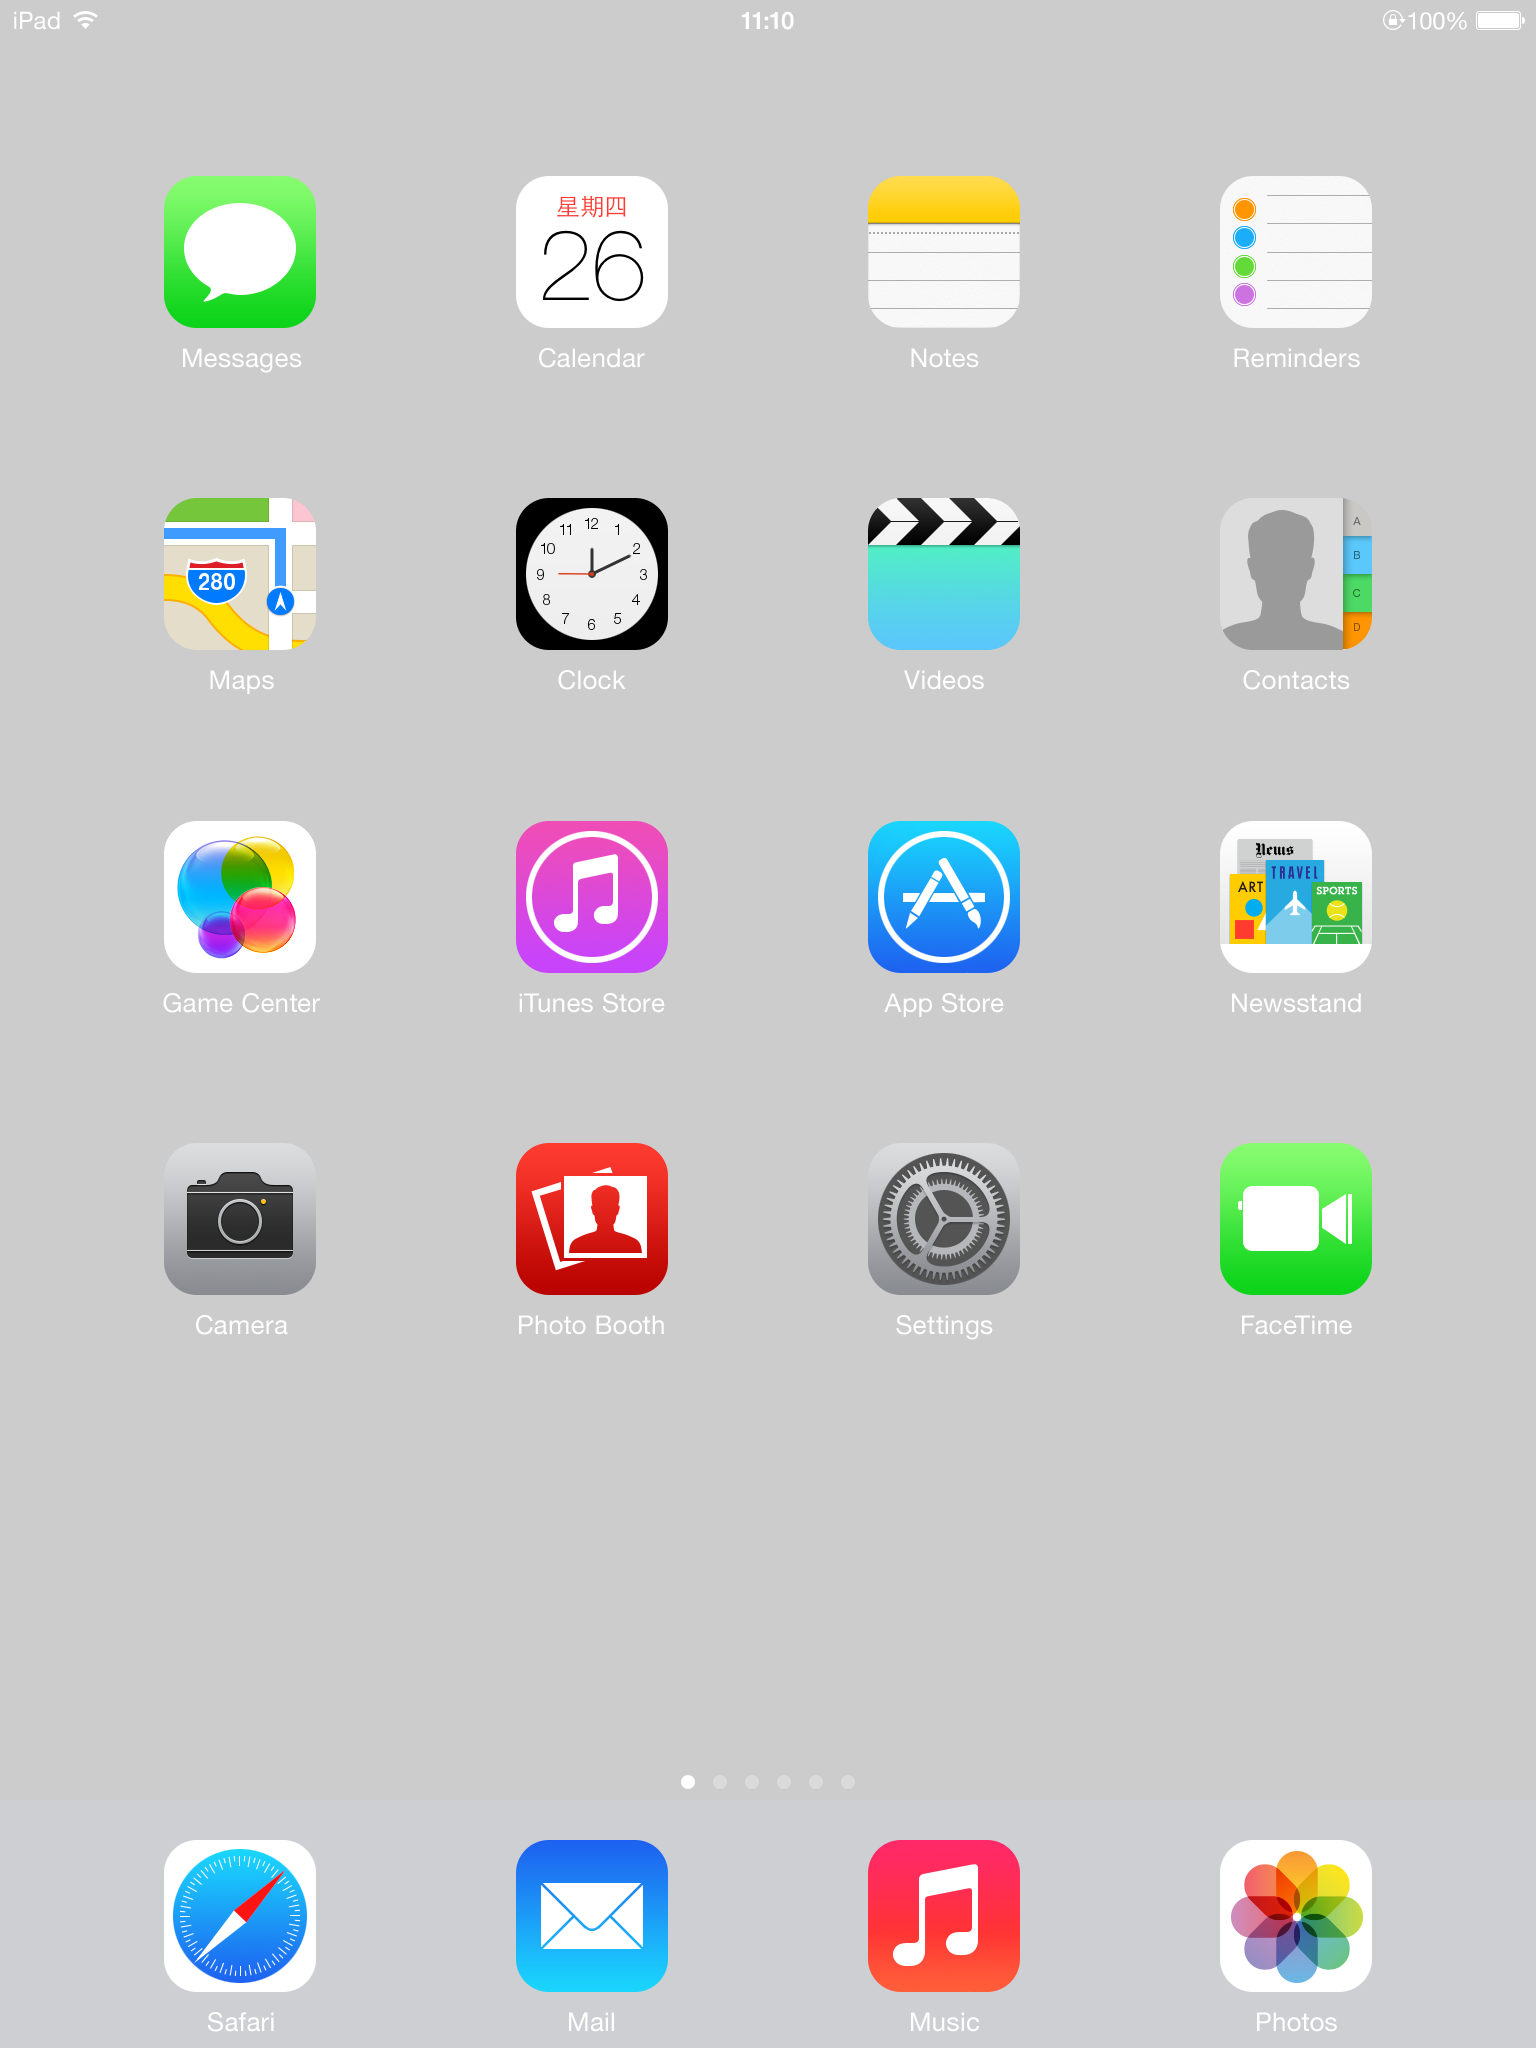 iPad
11:10
100%
星期四
26
Messages
Calendar
Notes
Reminders
280
12
1
2
3
4
5
6
7
8
9
10
11
A
B
C
D
Maps
Clock
Videos
Contacts
News
TRAVEL
ART
SPORTS
Game Center
iTunes Store
App Store
Newsstand
Camera
Photo Booth
Settings
FaceTime
Safari
Mail
Music
Photos